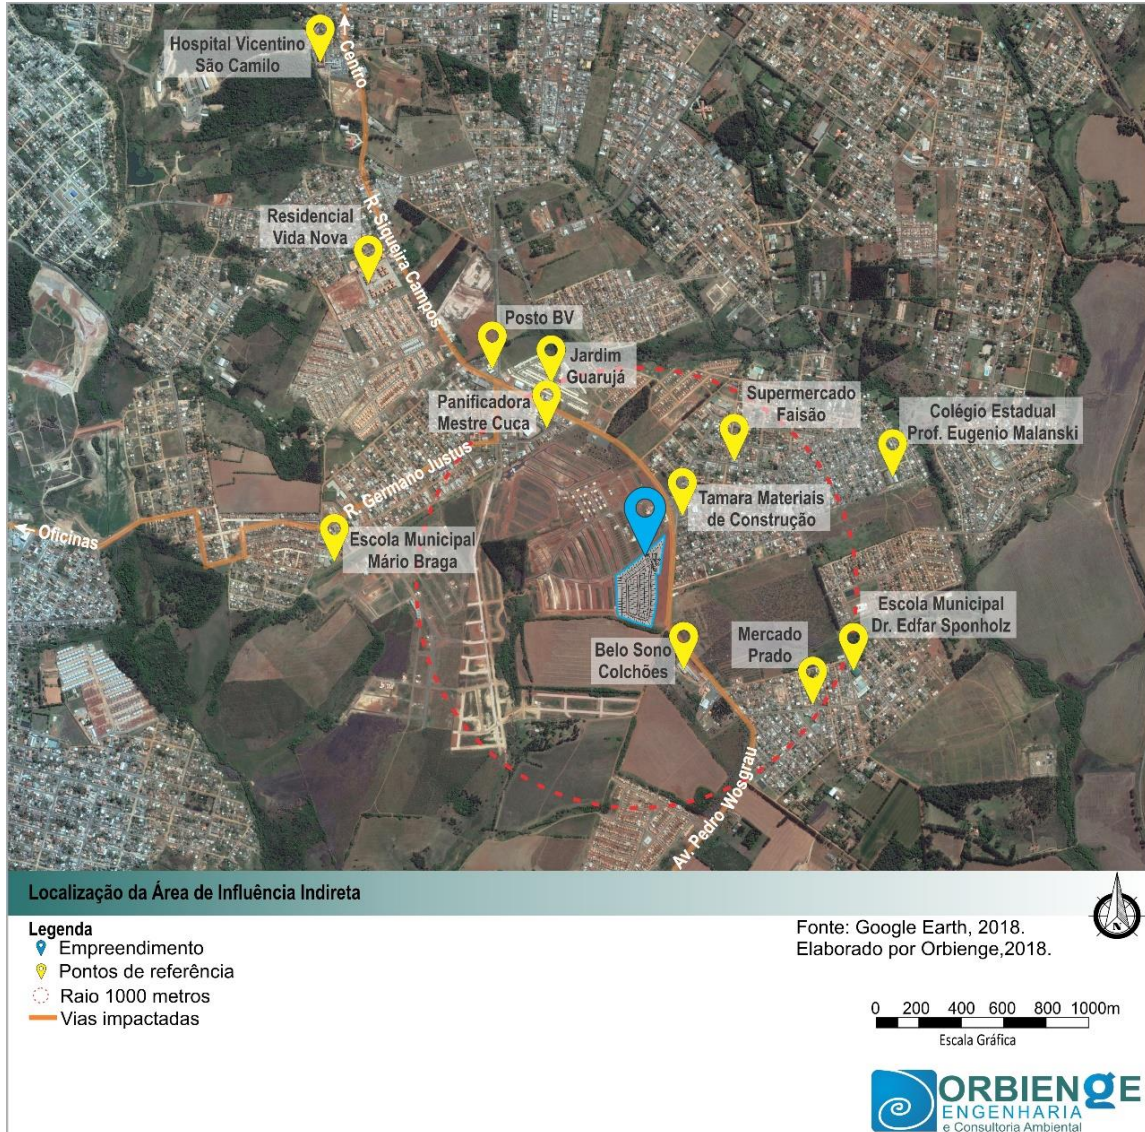 Hospital Vicentino
São Camilo
Centro
Residencial
Vida Nova
R. Siqueira Campos
Posto BV
Jardim
Guarujá
Panificadora
Mestre Cuca
Supermercado
Faisão
Colégio Estadual
Prof. Eugenio Malanski
R. Germano Justus
Tamara Materiais
de Construção
Oficinas
Escola Municipal
Mário Braga
Escola Municipal
Dr. Edfar Sponholz
Belo Sono
Colchões
Mercado
Prado
Av. Pedro Wosgrau
Localização da Área de Influência Indireta
N
Legenda
Empreendimento
Pontos de referência
Raio 1000 metros
Vias impactadas
Fonte: Google Earth, 2018.
Elaborado por Orbienge,2018.
0 200 400 600 800 1000m
Escala Gráfica
ORBIENGE
ENGENHARIA
e Consultoria Ambiental